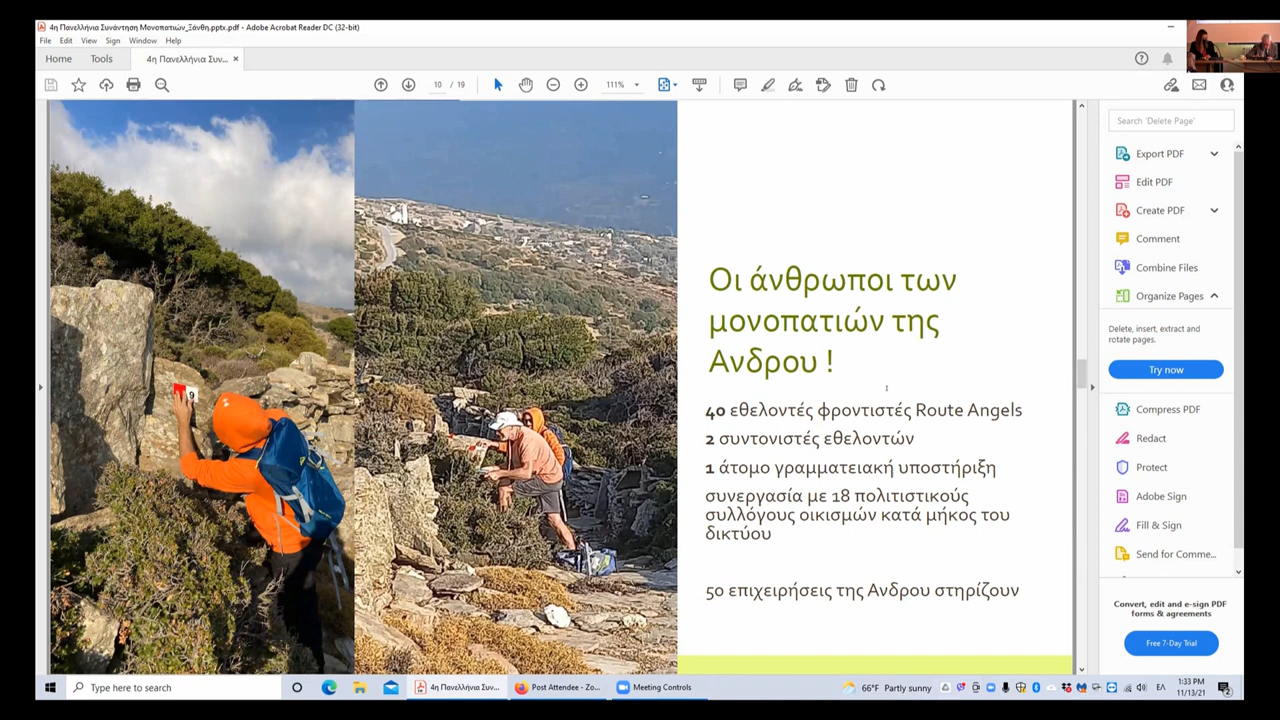 4η Πανελλήνια Συνάντηση Μονοπατιών_Ξάνθη.pptx.pdf - Adobe Acrobat Reader DC (32-bit)
File Edit View Sign Window Help
Home Tools 4η Πανελλήνια Συν... ×
10 / 19 111%
Οι άνθρωποι των
μονοπατιών της
Ανδρου !
40 εθελοντές φροντιστές Route Angels
2 συντονιστές εθελοντών
1 άτομο γραμματειακή υποστήριξη
συνεργασία με 18 πολιτιστικούς
συλλόγους οικισμών κατά μήκος του
δικτύου
50 επιχειρήσεις της Ανδρου στηρίζουν
9
Search 'Delete Page'
Export PDF
Edit PDF
Create PDF
Comment
Combine Files
Organize Pages
Delete, insert, extract and
rotate pages.
Try now
Compress PDF
Redact
Protect
Adobe Sign
Fill & Sign
Send for Comme...
Convert, edit and e-sign PDF
forms & agreements
Free 7-Day Trial
Type here to search
4η Πανελλήνια Συν...
Post Attendee - Zo...
Meeting Controls
66°F Partly sunny
ΕΛ
1:33 PM
11/13/21
2